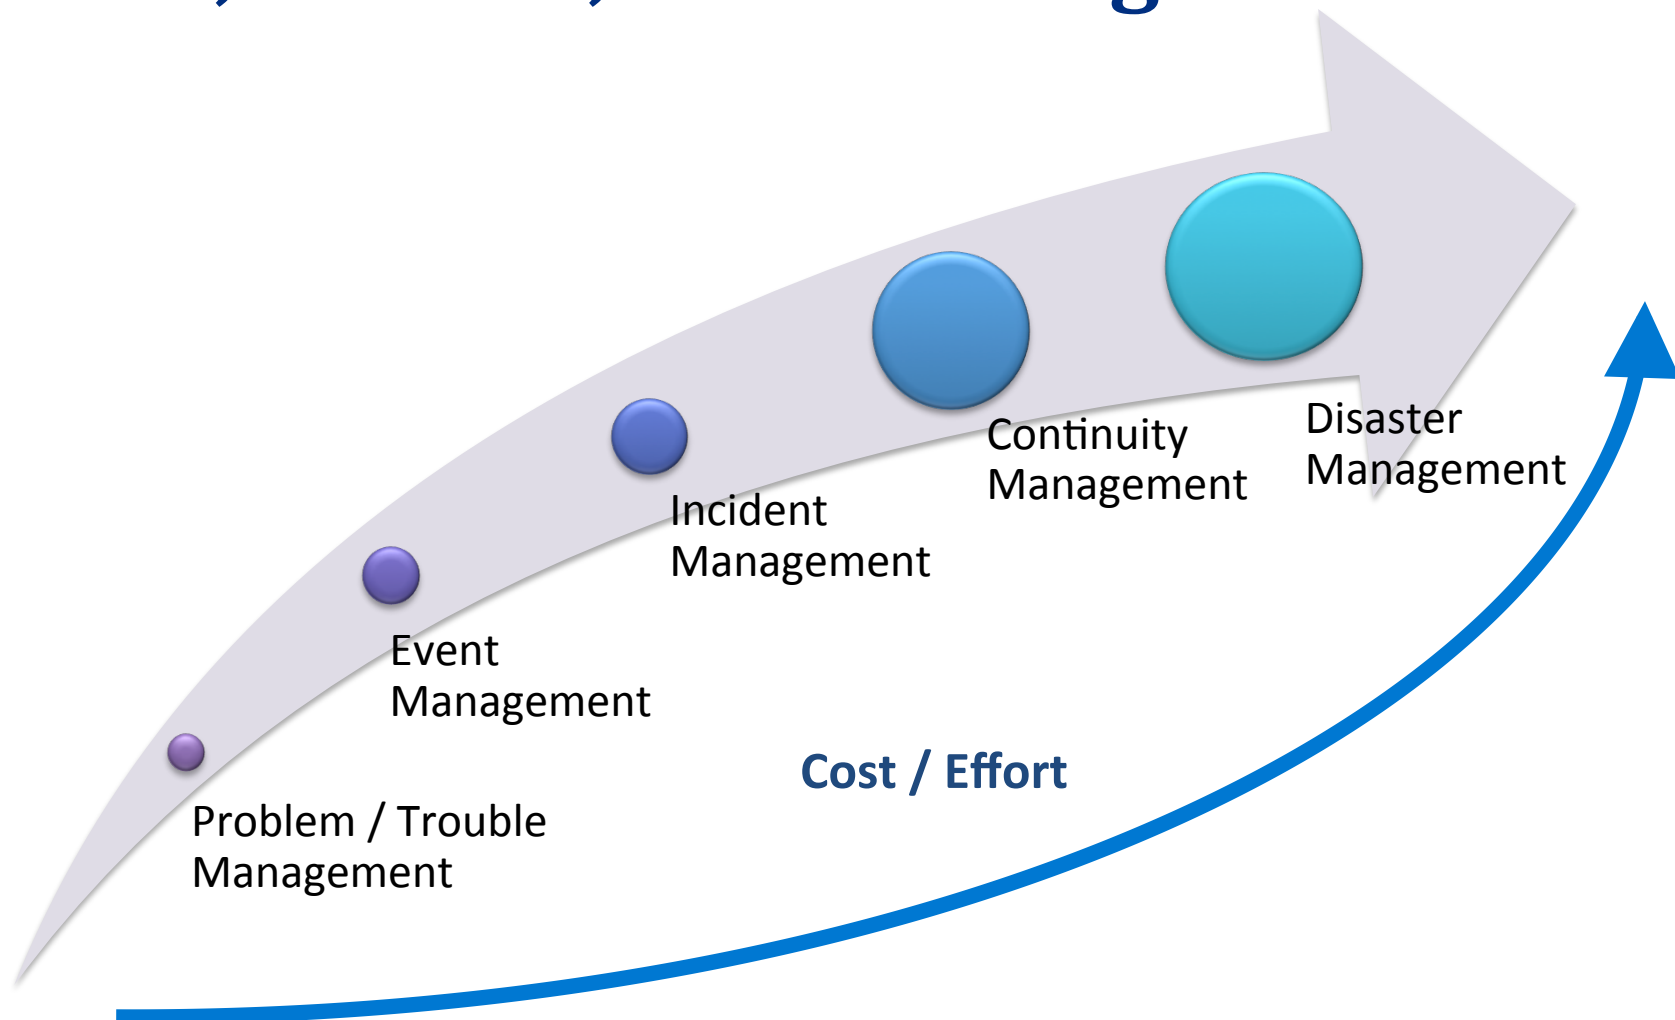 Disaster
Management
Continuity
Management
Incident
Management
Event
Management
Cost / Effort
Problem / Trouble
Management